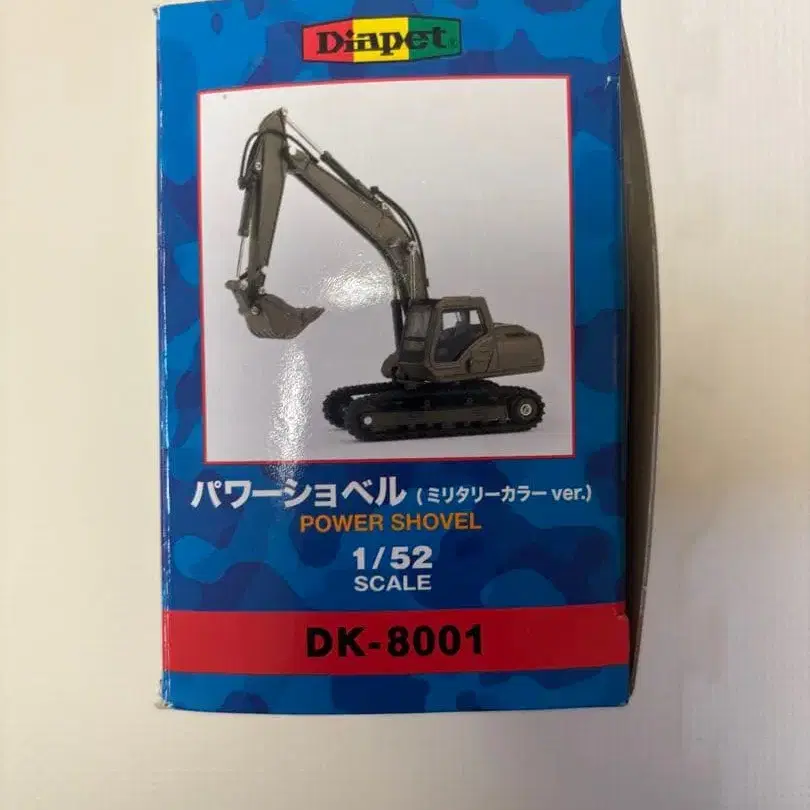 Diapet®
パワーショベル (ミリタリーカラー ver.)
POWER SHOVEL
1/52
SCALE
DK-8001